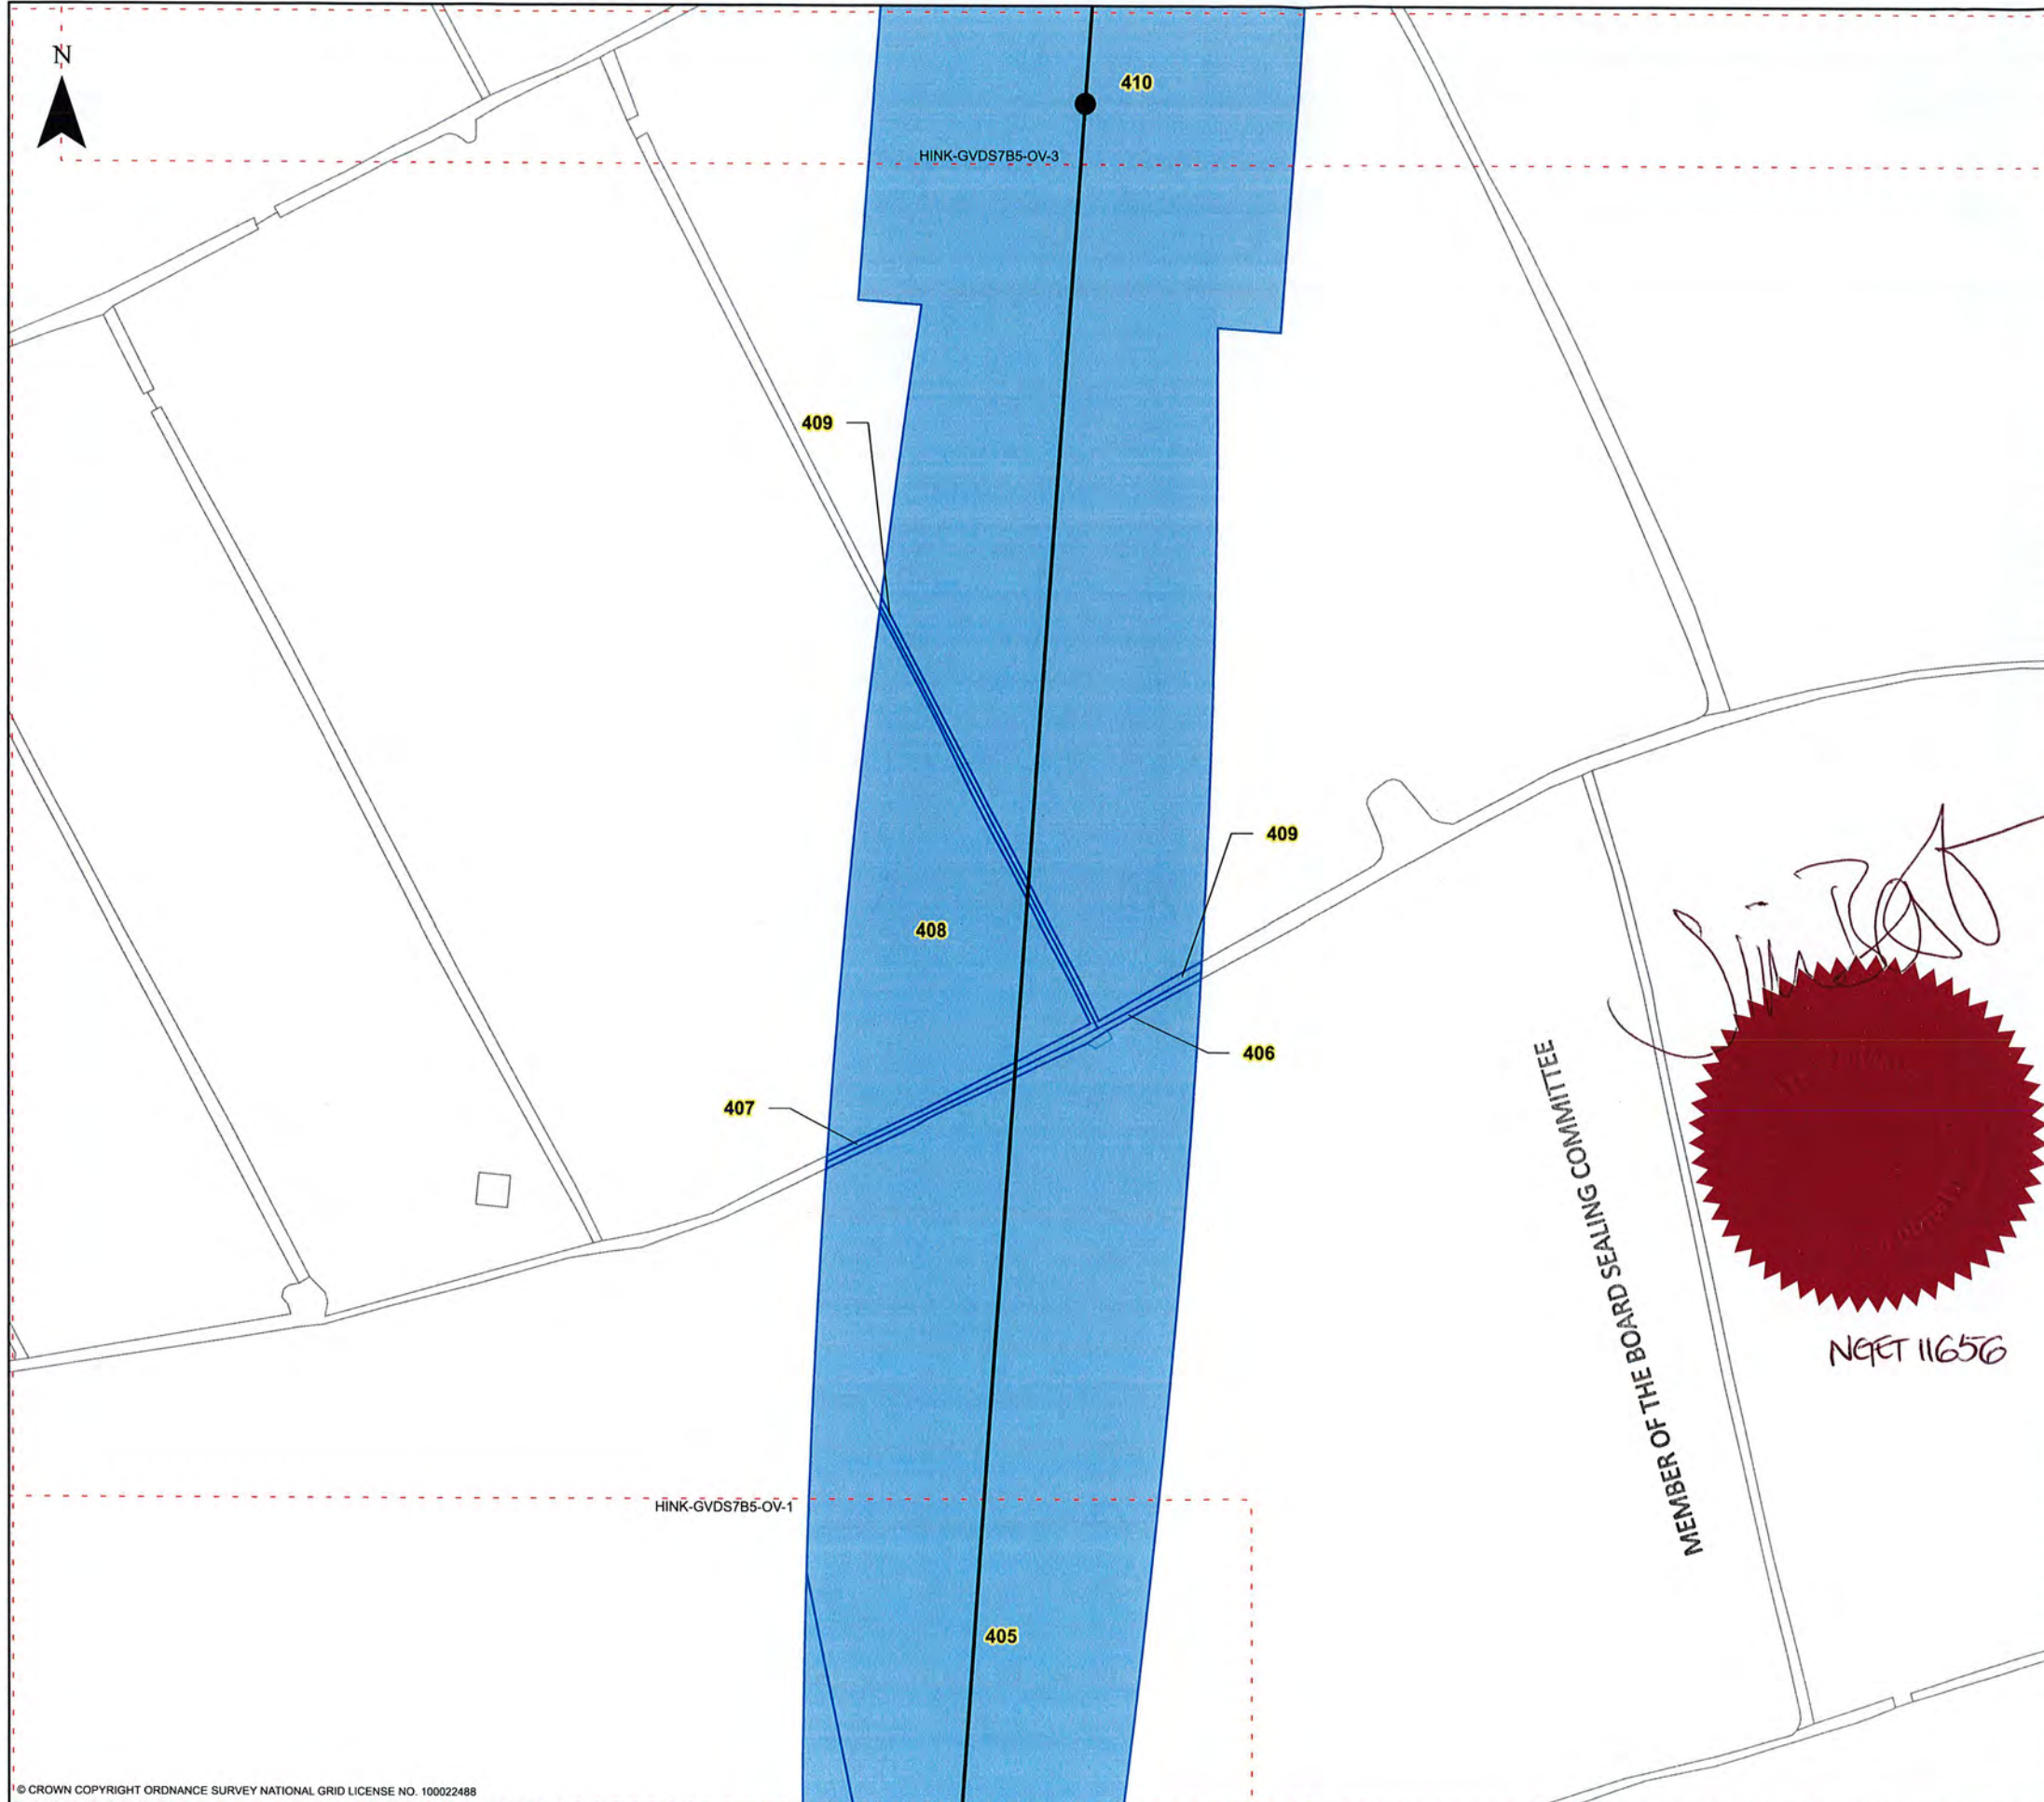 N
410
HINK-GVDS7B5-OV-3
409
409
408
406
407
MEMBER OF THE BOARD SEALING COMMITTEE
NGET 11656
HINK-GVDS7B5-OV-1
405
© CROWN COPYRIGHT ORDNANCE SURVEY NATIONAL GRID LICENSE NO. 100022488